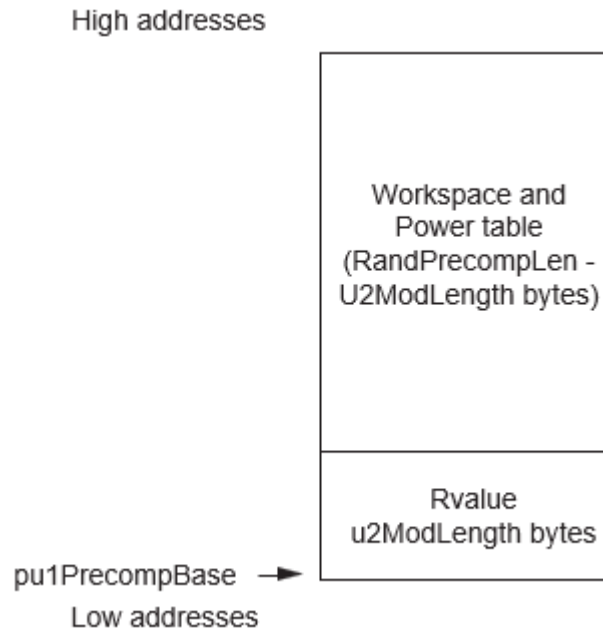 High addresses
Workspace and
Power table
(RandPrecompLen -
U2ModLength bytes)
Rvalue
u2ModLength bytes
pu1PrecompBase
Low addresses